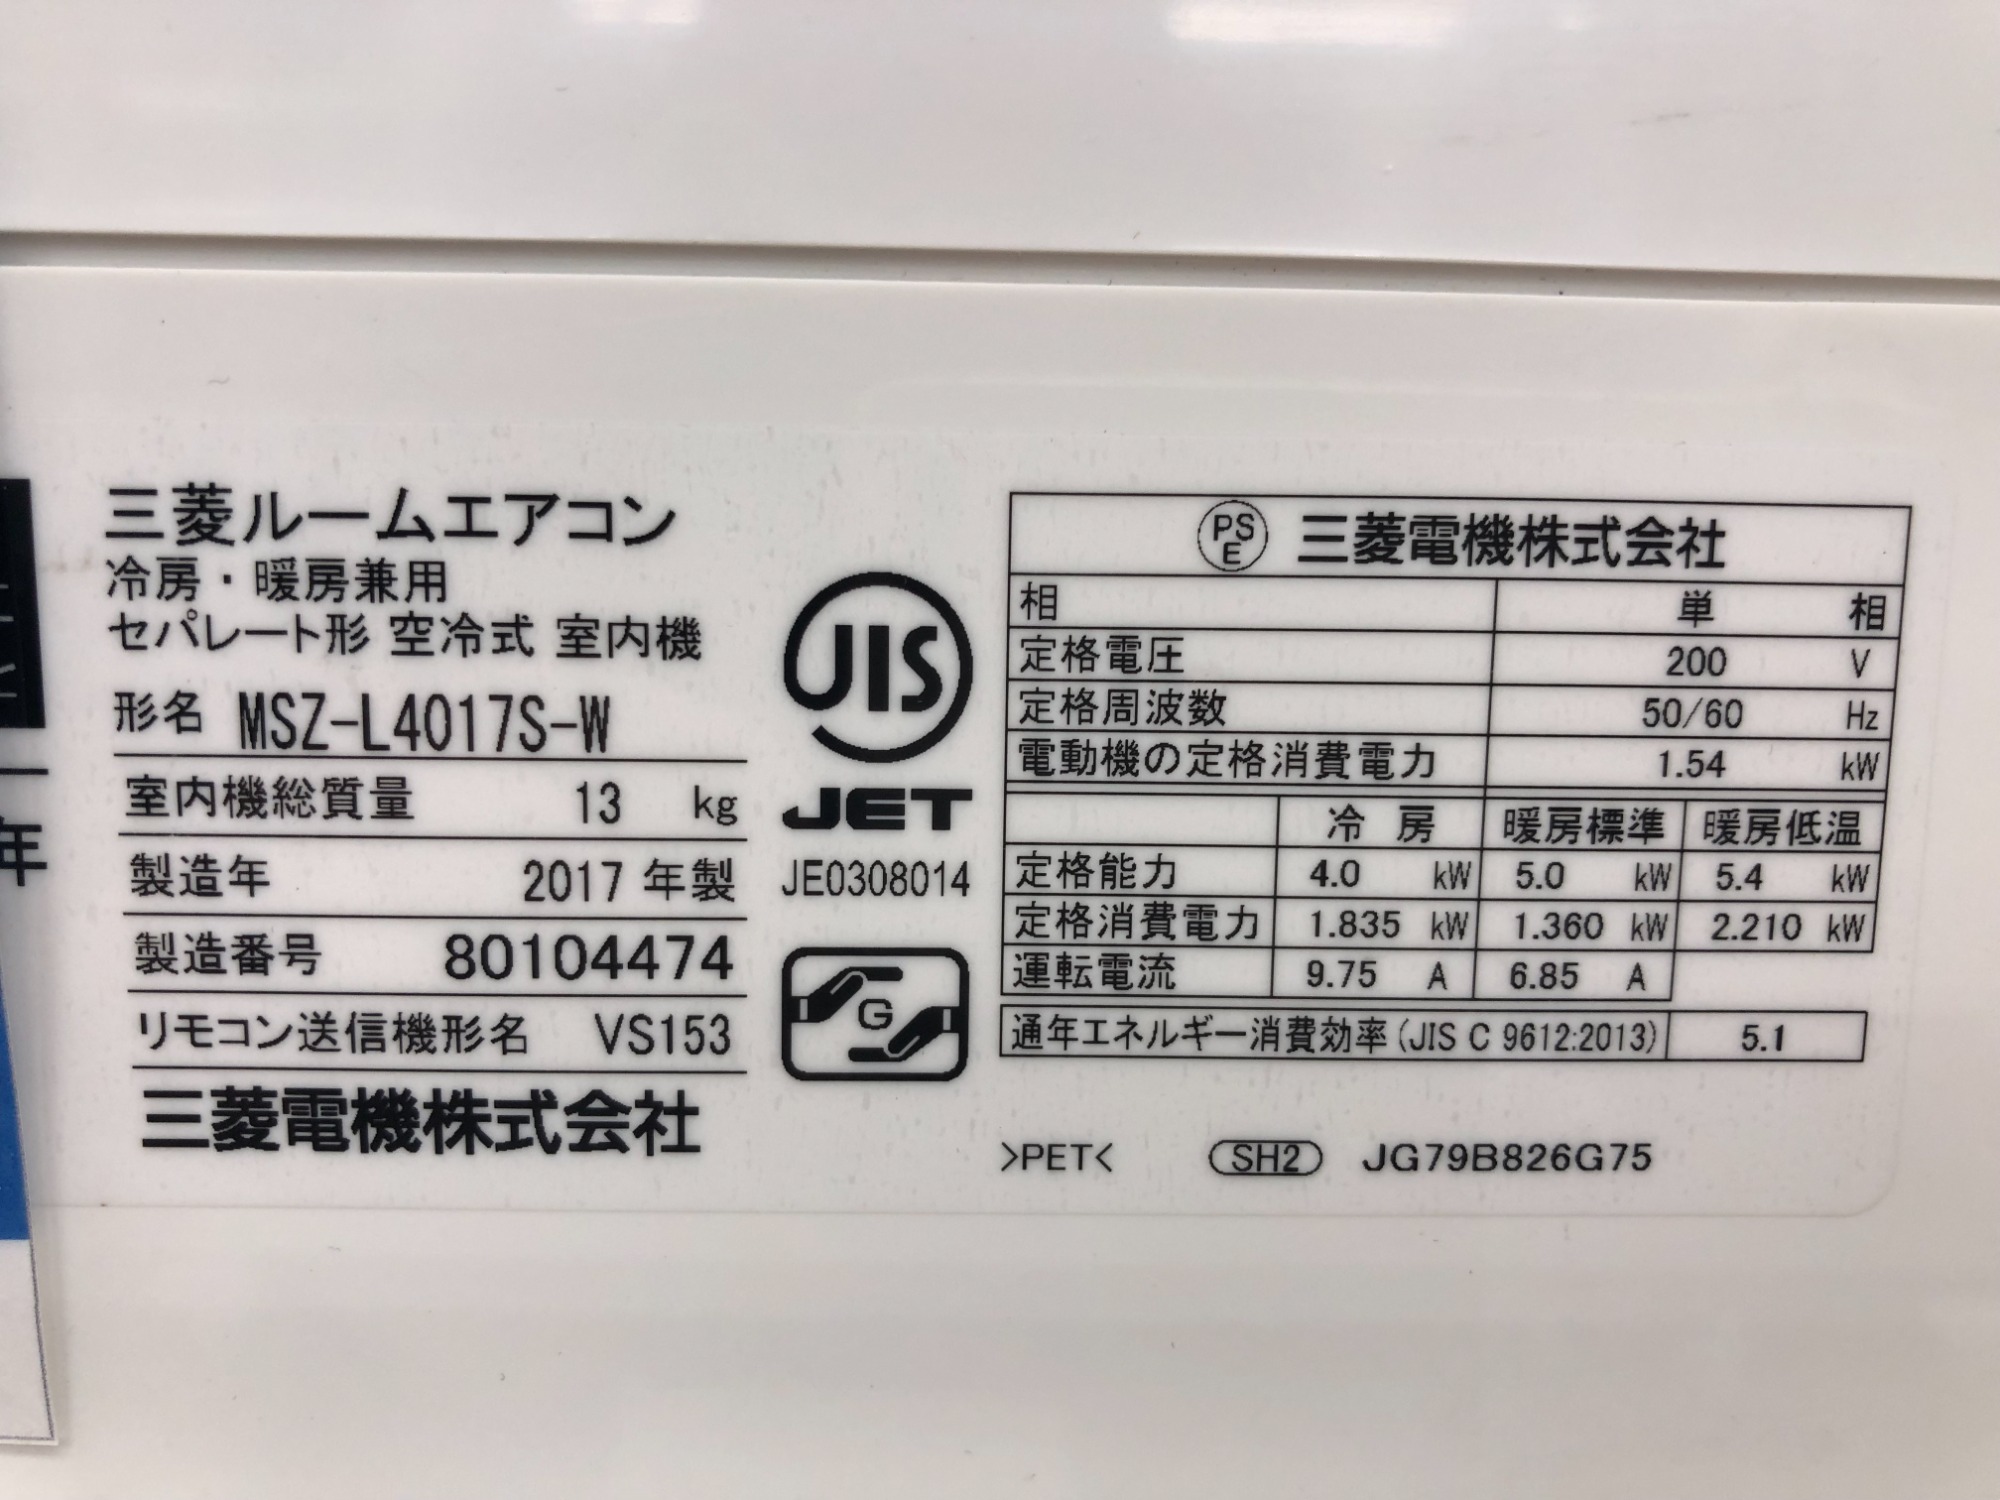 三菱ルームエアコン
冷房・暖房兼用
セパレート形 空冷式 室内機
形名 MSZ-L4017S-W
室内機総質量 13 kg
製造年 2017 年製
製造番号 80104474
リモコン送信機形名 VS153
三菱電機株式会社
JIS
JET
JE0308014
G
PS E 三菱電機株式会社
相 単 相
定格電圧 200 V
定格周波数 50/60 Hz
電動機の定格消費電力 1.54 kW
冷 房 暖房標準 暖房低温
定格能力 4.0 kW 5.0 kW 5.4 kW
定格消費電力 1.835 kW 1.360 kW 2.210 kW
運転電流 9.75 A 6.85 A
通年エネルギー消費効率(JIS C 9612:2013) 5.1
>PET< SH2 JG79B826G75
年